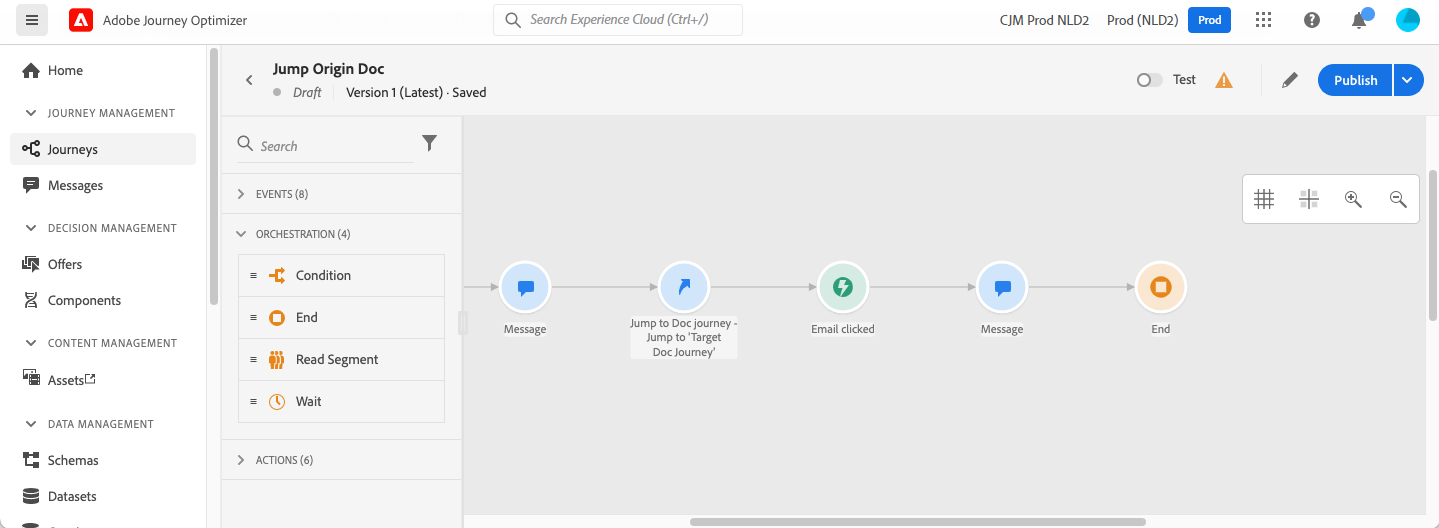 Adobe Journey Optimizer
Search Experience Cloud (Ctrl+/)
CJM Prod NLD2
Prod (NLD2)
Prod
Home
JOURNEY MANAGEMENT
Journeys
Messages
DECISION MANAGEMENT
Offers
Components
CONTENT MANAGEMENT
Assets
DATA MANAGEMENT
Schemas
Datasets
Jump Origin Doc
Draft
Version 1 (Latest) · Saved
Test
Publish
Search
EVENTS (8)
ORCHESTRATION (4)
Condition
End
Read Segment
Wait
ACTIONS (6)
Message
Jump to Doc journey -
Jump to 'Target
Doc Journey'
Email clicked
Message
End